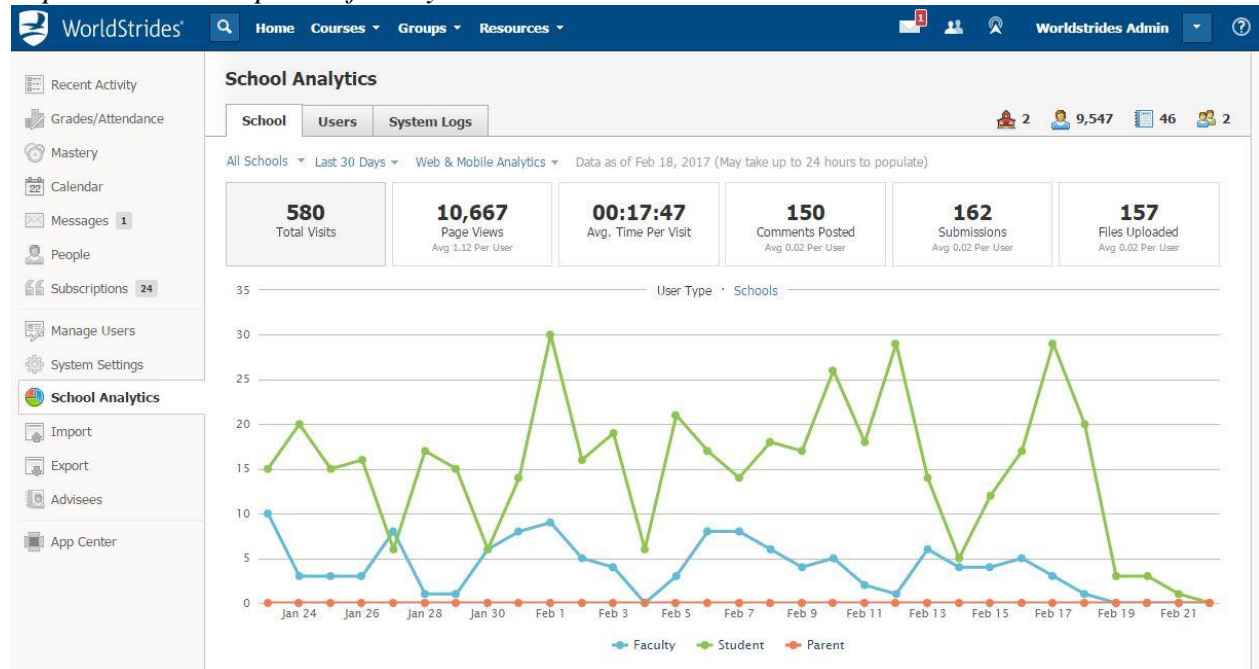 WorldStrides®
Home Courses Groups Resources
1
Worldstrides Admin
?
Recent Activity
Grades/Attendance
Mastery
22 Calendar
Messages 1
People
Subscriptions 24
Manage Users
System Settings
School Analytics
Import
Export
Advisees
App Center
School Analytics
School Users System Logs
2 9,547 46 2
All Schools Last 30 Days Web & Mobile Analytics Data as of Feb 18, 2017 (May take up to 24 hours to populate)
580
Total Visits
10,667
Page Views
Avg 1.12 Per User
00:17:47
Avg. Time Per Visit
150
Comments Posted
Avg 0.02 Per User
162
Submissions
Avg 0.02 Per User
157
Files Uploaded
Avg 0.02 Per User
User Type · Schools
35
30
25
20
15
10
5
0
Jan 24 Jan 26 Jan 28 Jan 30 Feb 1 Feb 3 Feb 5 Feb 7 Feb 9 Feb 11 Feb 13 Feb 15 Feb 17 Feb 19 Feb 21
Faculty Student Parent